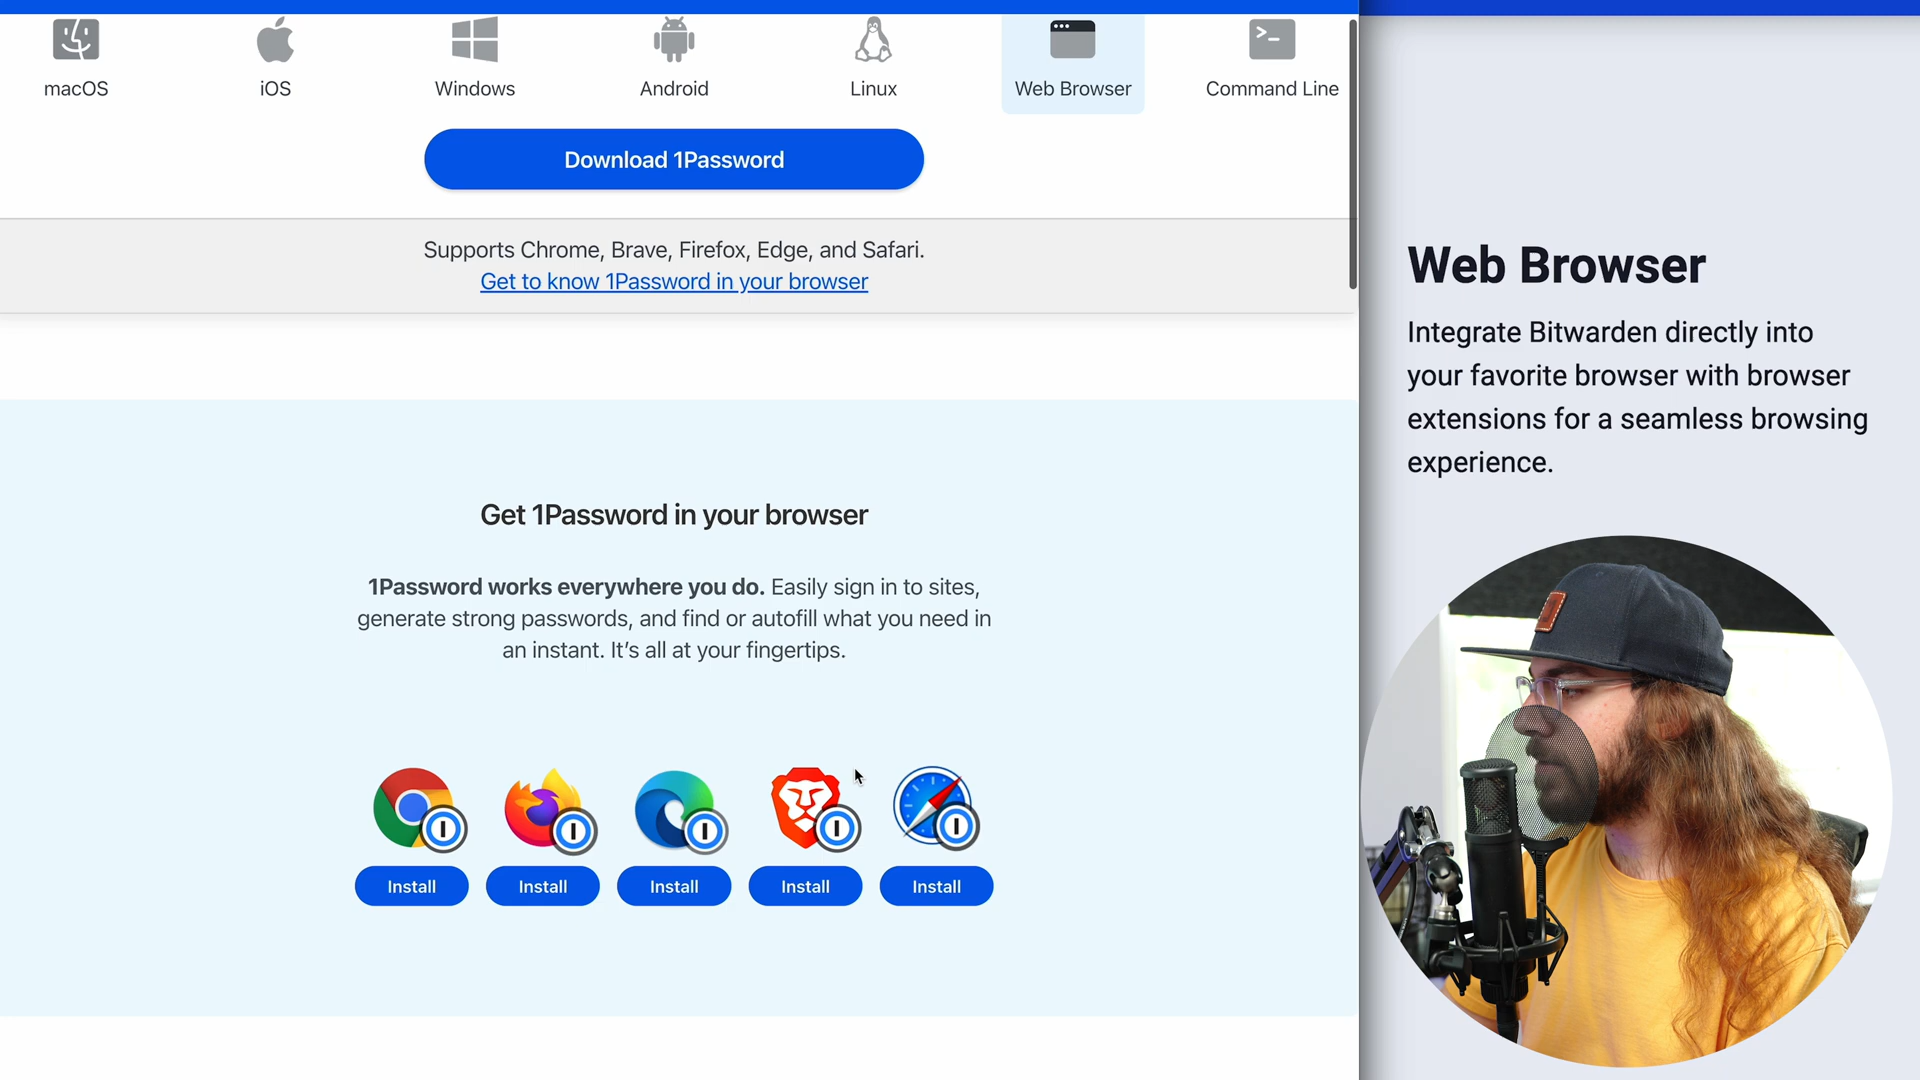 macOS
iOS
Windows
Android
Linux
Web Browser
Command Line
Download 1Password
Supports Chrome, Brave, Firefox, Edge, and Safari.
Get to know 1Password in your browser
Get 1Password in your browser
1Password works everywhere you do. Easily sign in to sites,
generate strong passwords, and find or autofill what you need in
an instant. It’s all at your fingertips.
Install
Install
Install
Install
Install
Web Browser
Integrate Bitwarden directly into
your favorite browser with browser
extensions for a seamless browsing
experience.